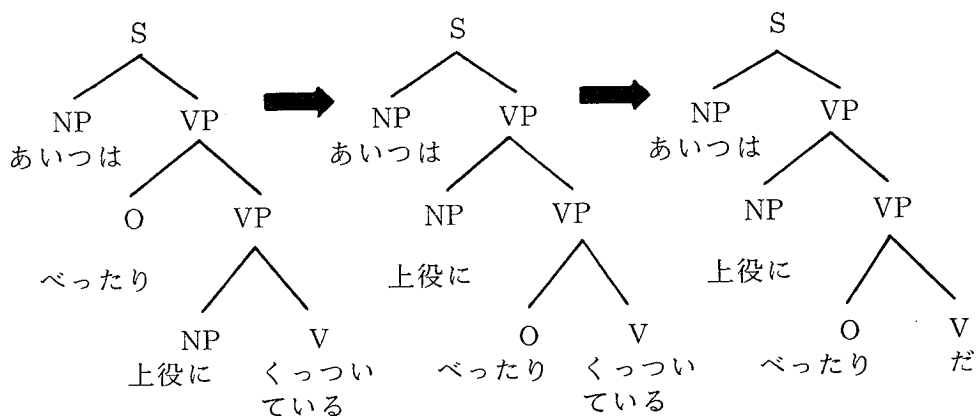 S S S
NP VP NP VP NP VP
あいつは あいつは あいつは
O VP NP VP NP VP
べったり 上役に 上役に
NP V O V O V
上役に くっつい べったり くっつい べったり だ
ている ている